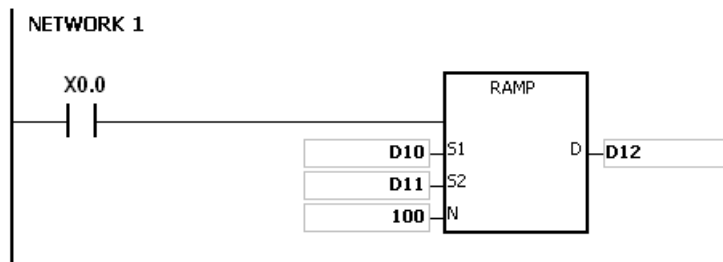 NETWORK 1
X0.0
RAMP
D10 S1 D D12
D11 S2
100 N